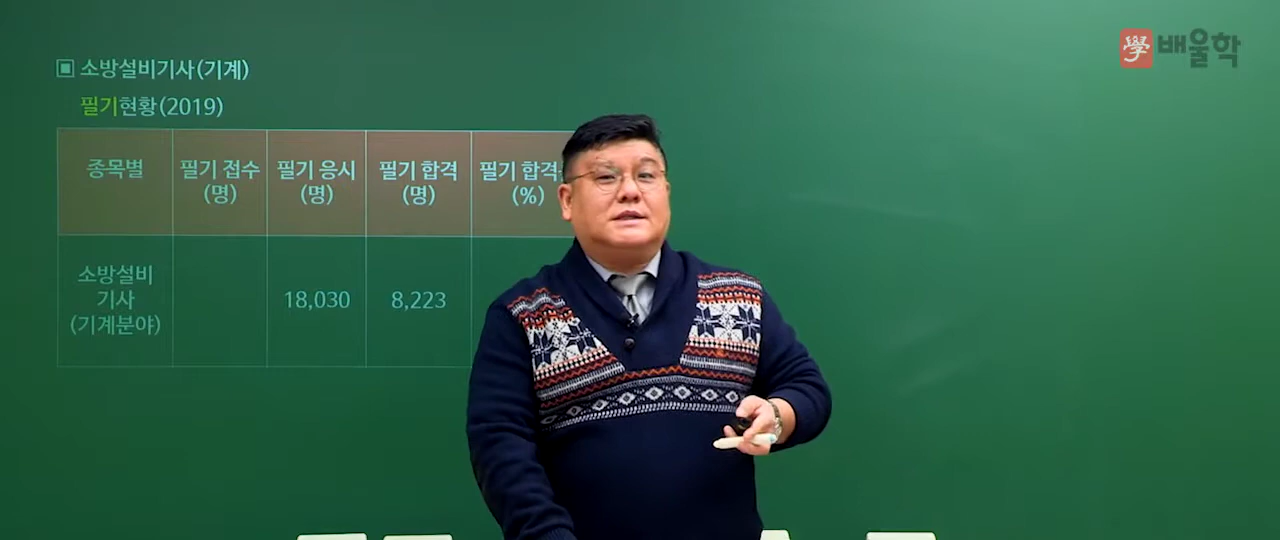 學 배울학
▣ 소방설비기사(기계)
필기현황(2019)
종목별
필기 접수
(명)
필기 응시
(명)
필기 합격
(명)
필기 합격
(%)
소방설비
기사
(기계분야)
18,030
8,223